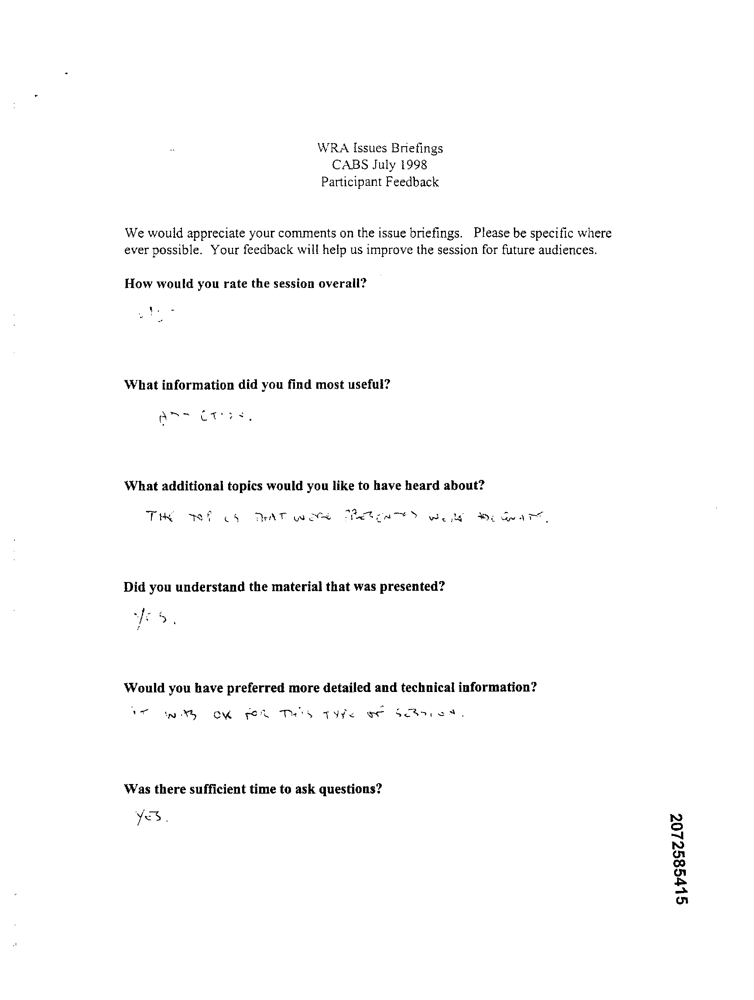 WRA Issues Briefings
CABS July 1998
Participant Feedback
We would appreciate your comments on the issue briefings. Please be specific where
ever possible. Your feedback will help us improve the session for future audiences.
How would you rate the session overall?
What information did you find most useful?
What additional topics would you like to have heard about?
THE TOPICS THAT WERE PRESENTED WERE ADEQUATE.
Did you understand the material that was presented?
YES.
Would you have preferred more detailed and technical information?
IT WAS OK FOR THIS TYPE OF SESSION.
Was there sufficient time to ask questions?
YES.
2072585415